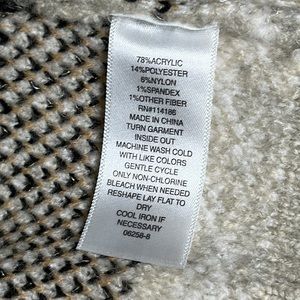 78%ACRYLIC
14%POLYESTER
6%NYLON
1%SPANDEX
1%OTHER FIBER
RN#114186
MADE IN CHINA
TURN GARMENT
INSIDE OUT
MACHINE WASH COLD
WITH LIKE COLORS
GENTLE CYCLE
ONLY NON-CHLORINE
BLEACH WHEN NEEDED
RESHAPE LAY FLAT TO
DRY
COOL IRON IF
NECESSARY
06258-8